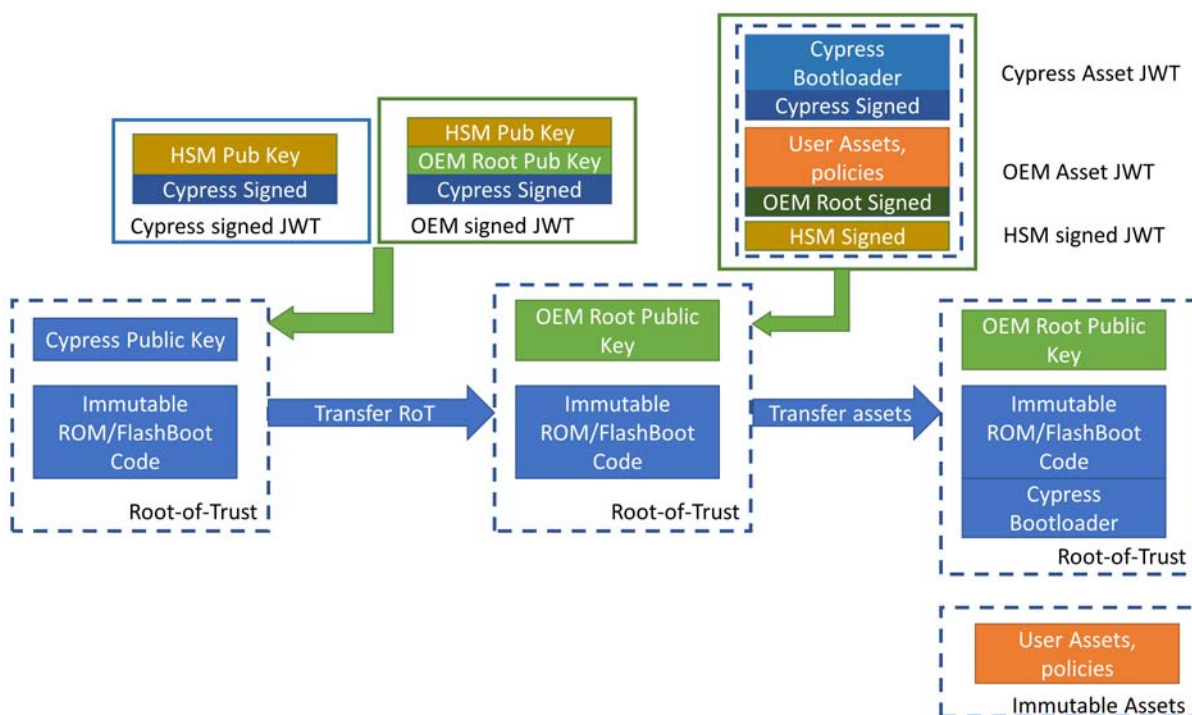 HSM Pub Key
Cypress Signed
Cypress signed JWT
HSM Pub Key
OEM Root Pub Key
Cypress Signed
OEM signed JWT
Cypress
Bootloader
Cypress Signed
User Assets,
policies
OEM Root Signed
HSM Signed
Cypress Asset JWT
OEM Asset JWT
HSM signed JWT
Cypress Public Key
Immutable
ROM/FlashBoot
Code
Root-of-Trust
Transfer RoT
OEM Root Public
Key
Immutable
ROM/FlashBoot
Code
Root-of-Trust
Transfer assets
OEM Root Public
Key
Immutable
ROM/FlashBoot
Code
Cypress
Bootloader
Root-of-Trust
User Assets,
policies
Immutable Assets